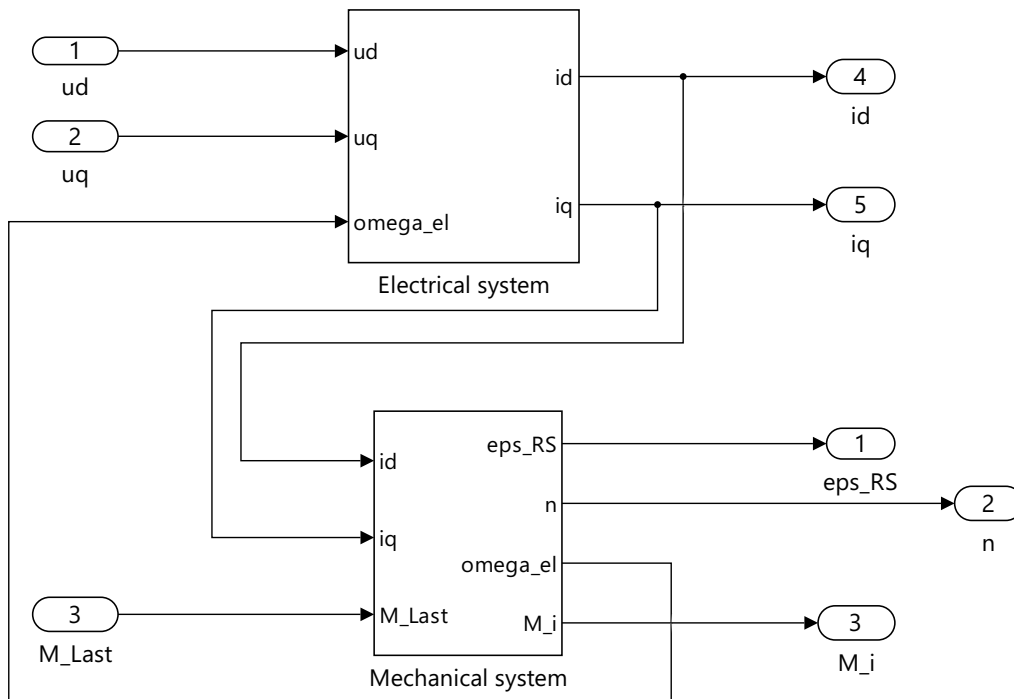 1
ud
ud
id
4
id
2
uq
uq
iq
5
iq
omega_el
Electrical system
id
eps_RS
1
eps_RS
iq
n
2
n
omega_el
3
M_Last
M_Last
M_i
3
M_i
Mechanical system